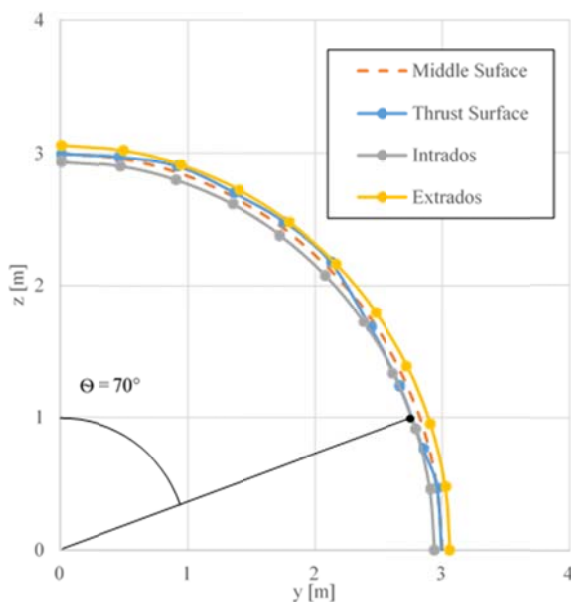 4
Middle Suface
Thrust Surface
Intrados
Extrados
3
z [m]
2
Θ = 70°
1
0
0 1 2 3 4
y [m]